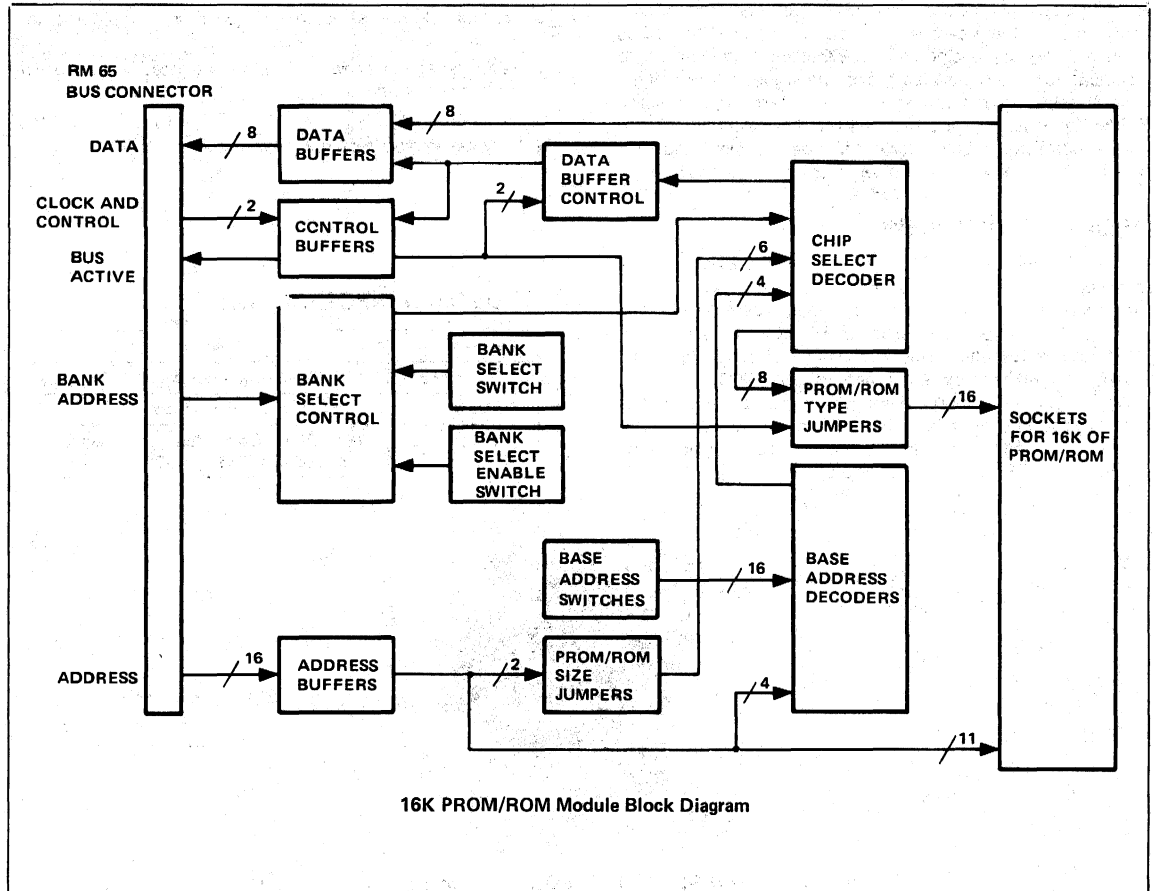 RM 65
BUS CONNECTOR
8
DATA
8
DATA
BUFFERS
DATA
BUFFER
CONTROL
2
CLOCK AND
CONTROL
2
CONTROL
BUFFERS
BUS
ACTIVE
CHIP
SELECT
DECODER
6
4
BANK
SELECT
SWITCH
BANK
ADDRESS
BANK
SELECT
CONTROL
BANK
SELECT
ENABLE
SWITCH
8
PROM/ROM
TYPE
JUMPERS
16
SOCKETS
FOR 16K OF
PROM/ROM
BASE
ADDRESS
SWITCHES
16
BASE
ADDRESS
DECODERS
ADDRESS
16
ADDRESS
BUFFERS
2
PROM/ROM
SIZE
JUMPERS
4
11
16K PROM/ROM Module Block Diagram